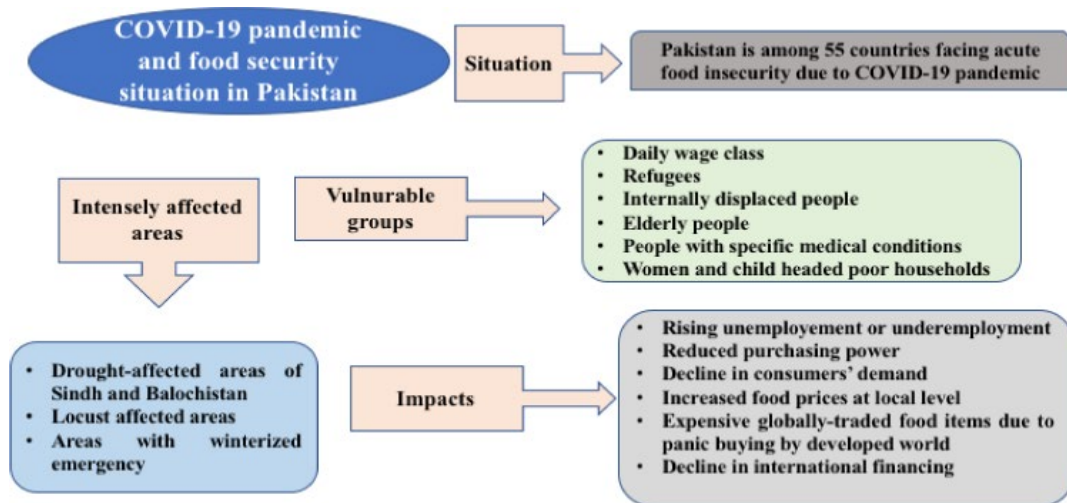 COVID-19 pandemic
and food security
situation in Pakistan
Situation
Pakistan is among 55 countries facing acute
food insecurity due to COVID-19 pandemic
Intensely affected
areas
Vulnurable
groups
• Daily wage class
• Refugees
• Internally displaced people
• Elderly people
• People with specific medical conditions
• Women and child headed poor households
• Drought-affected areas of
Sindh and Balochistan
• Locust affected areas
• Areas with winterized
emergency
Impacts
• Rising unemployement or underemployment
• Reduced purchasing power
• Decline in consumers' demand
• Increased food prices at local level
• Expensive globally-traded food items due to
panic buying by developed world
• Decline in international financing